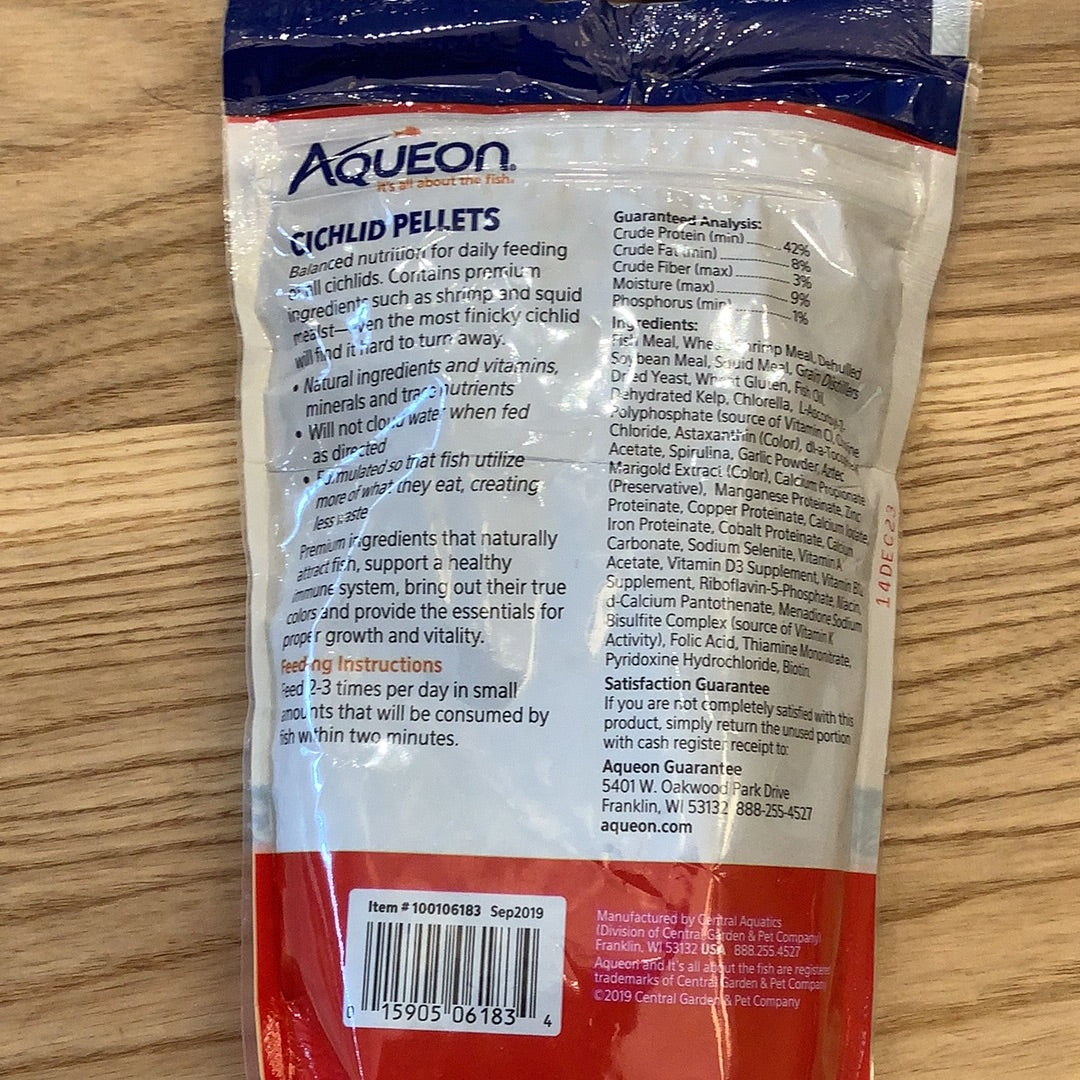 AQUEON®
it's all about the fish.
CICHLID PELLETS
Balanced nutrition for daily feeding
cichlids. Contains premium
ingredients such as shrimp and squid
the most finicky cichlid
will find it hard to turn away.
• Natural ingredients and vitamins,
minerals and trace nutrients
• Will not cloud water when fed
as directed
• Formulated so that fish utilize
more of what they eat, creating
less waste
Premium ingredients that naturally
attract fish, support a healthy
immune system, bring out their true
colors and provide the essentials for
proper growth and vitality.
Feeding Instructions
Feed 2-3 times per day in small
amounts that will be consumed by
fish within two minutes.
Guaranteed Analysis:
Crude Protein (min) 42%
Crude Fat (min) 8%
Crude Fiber (max) 3%
Moisture (max) 9%
Phosphorus (min) 1%
Ingredients:
Fish Meal, Shrimp Meal, Dehulled
Soybean Meal, Squid Meal, Grain Distillers
Dried Yeast, Wheat Gluten, Fish Oil,
Dehydrated Kelp, Chlorella, L-Ascorbyl-2-
Polyphosphate (source of Vitamin C), Choline
Chloride, Astaxanthin (Color), dl-a-Tocopherol
Acetate, Spirulina, Garlic Powder, Aztec
Marigold Extract (Color), Calcium Propionate
(Preservative), Manganese Proteinate, Zinc
Proteinate, Copper Proteinate, Calcium Iodate,
Iron Proteinate, Cobalt Proteinate, Calcium
Carbonate, Sodium Selenite, Vitamin A
Acetate, Vitamin D3 Supplement, Vitamin B12
Supplement, Riboflavin-5-Phosphate, Niacin,
d-Calcium Pantothenate, Menadione Sodium
Bisulfite Complex (source of Vitamin K
Activity), Folic Acid, Thiamine Mononitrate,
Pyridoxine Hydrochloride, Biotin
Satisfaction Guarantee
If you are not completely satisfied with this
product, simply return the unused portion
with cash register receipt to:
Aqueon Guarantee
5401 W. Oakwood Park Drive
Franklin, WI 53132 888-255-4527
aqueon.com
14DEC23
Item # 100106183 Sep2019
0 15905 06183 4
Manufactured by Central Aquatics
(Division of Central Garden & Pet Company)
Franklin, WI 53132 USA 888.255.4527
Aqueon and It's all about the fish are registered
trademarks of Central Garden & Pet Company
©2019 Central Garden & Pet Company